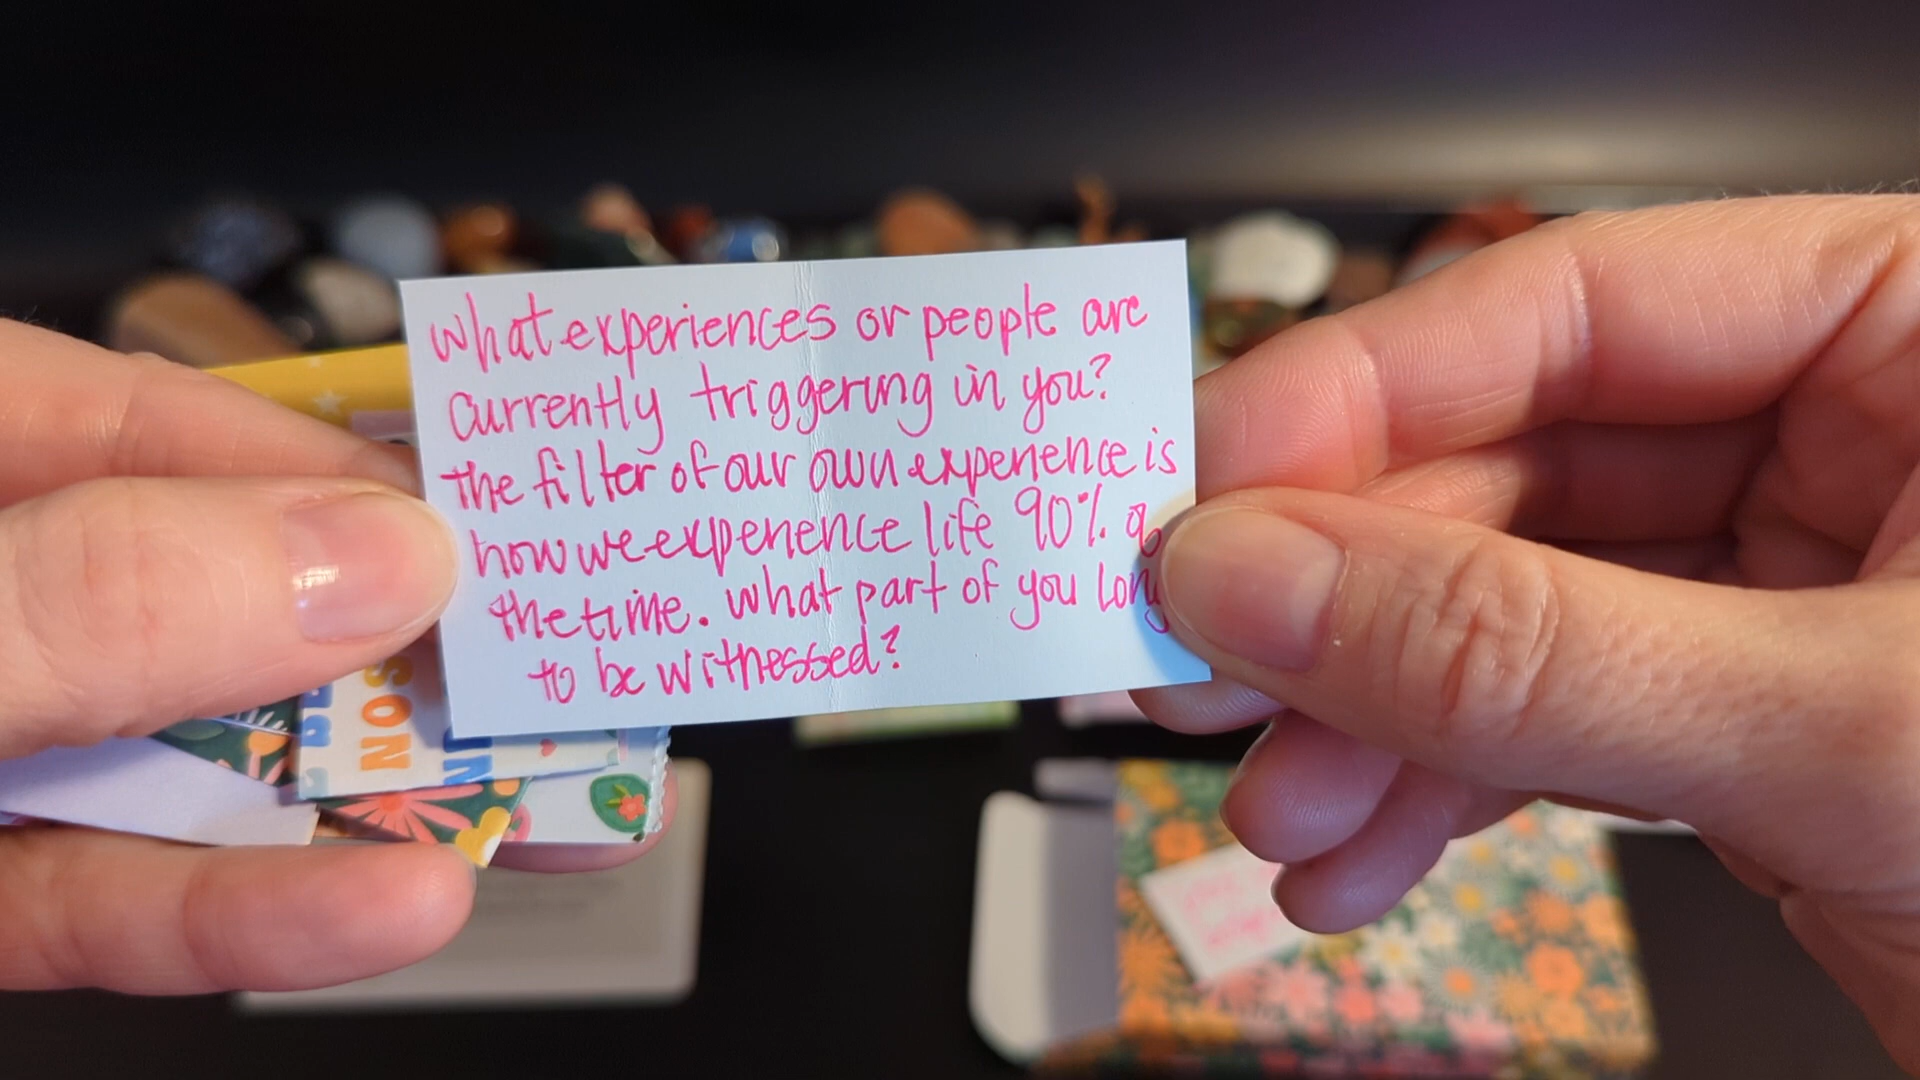 What experiences or people are
currently triggering in you?
the filter of our own experience is
how we experience life 90%
the time. What part of you long
to be witnessed?
SON